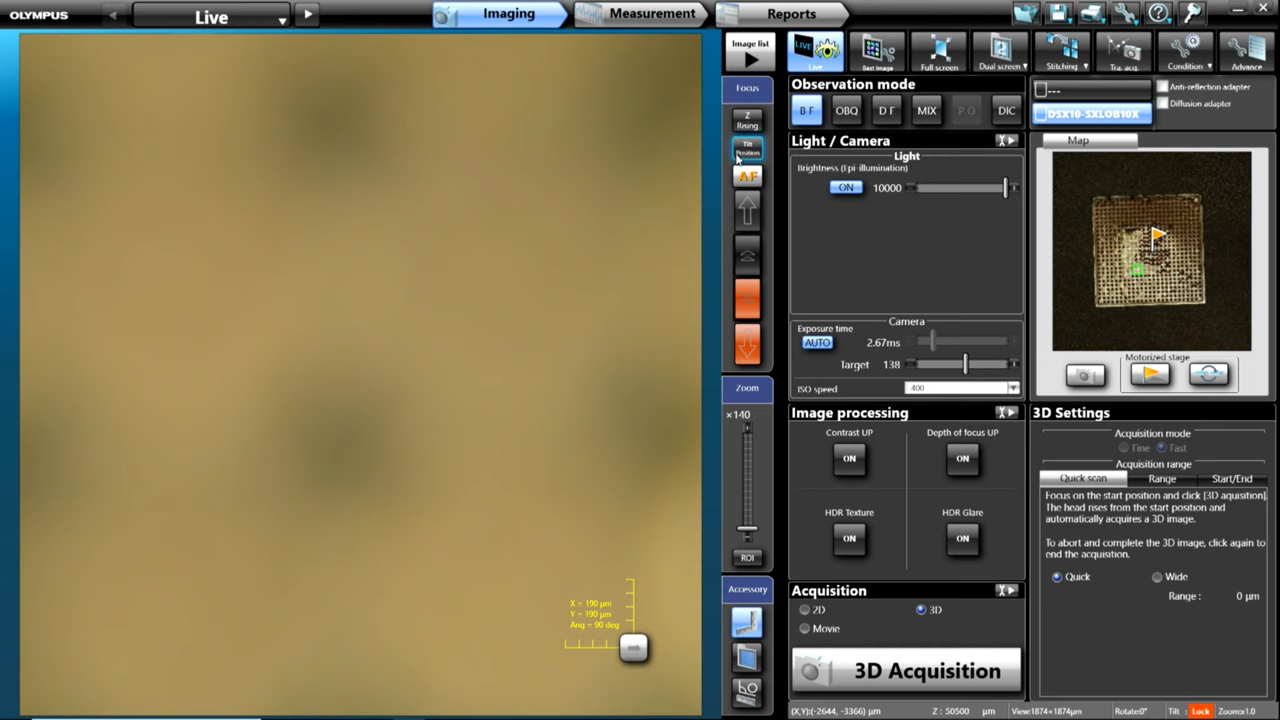 OLYMPUS
Live
Imaging
Measurement
Reports
Image list
LIVE
Live
Best image
Full screen
Dual screen
Stitching
Tra. acq.
Condition
Advance
Focus
Z
Rising
Tilt
Position
AF
Zoom
×140
ROI
Accessory
Observation mode
BF
OBQ
DF
MIX
PO
DIC
---
DSX10-SXLOB10X
Anti-reflection adapter
Diffusion adapter
Light / Camera
Light
Brightness (Epi-illumination)
ON
10000
Camera
Exposure time
AUTO
2.67ms
Target
138
ISO speed
400
Map
Motorized stage
Image processing
Contrast UP
Depth of focus UP
ON
ON
HDR Texture
HDR Glare
ON
ON
Acquisition
2D
3D
Movie
3D Acquisition
3D Settings
Acquisition mode
Fine
Fast
Acquisition range
Quick scan
Range
Start/End
Focus on the start position and click [3D aquisition].
The head rises from the start position and
automatically acquires a 3D image.
To abort and complete the 3D image, click again to
end the acquisition.
Quick
Wide
Range :
0 μm
X = 190 μm
Y = 190 μm
Ang = 90 deg
(X,Y):(-2644, -3366) μm
Z : 50500 μm
View:1874×1874μm
Rotate:0°
Tilt :
Lock
Zoom:x1.0